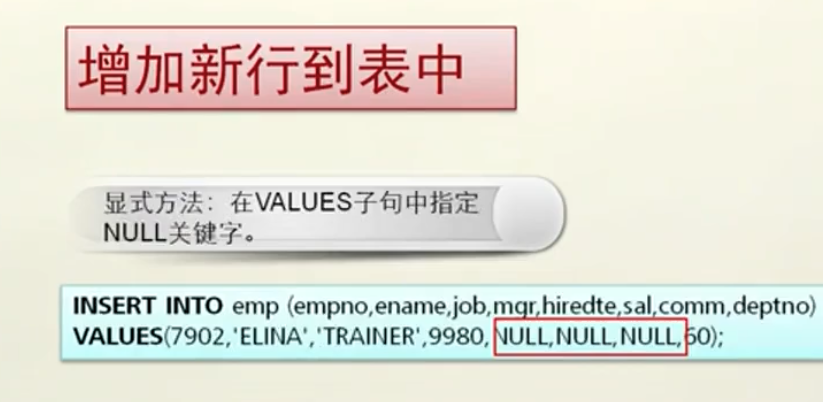 增加新行到表中
显式方法：在VALUES子句中指定
NULL关键字。
INSERT INTO emp (empno,ename,job,mgr,hiredte,sal,comm,deptno)
VALUES(7902,'ELINA','TRAINER',9980,NULL,NULL,NULL,60);